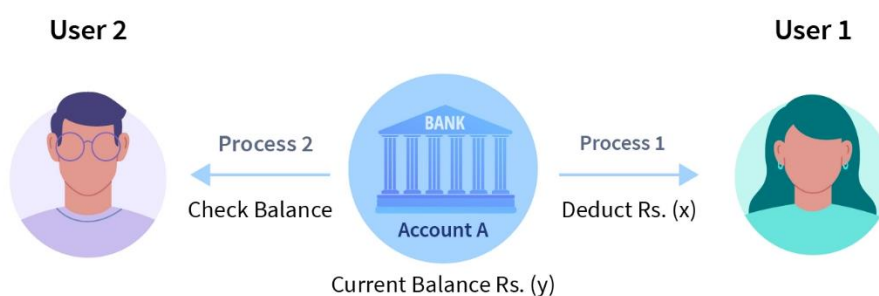 User 2
User 1
BANK
Process 2
Process 1
Check Balance
Account A
Deduct Rs. (x)
Current Balance Rs. (y)